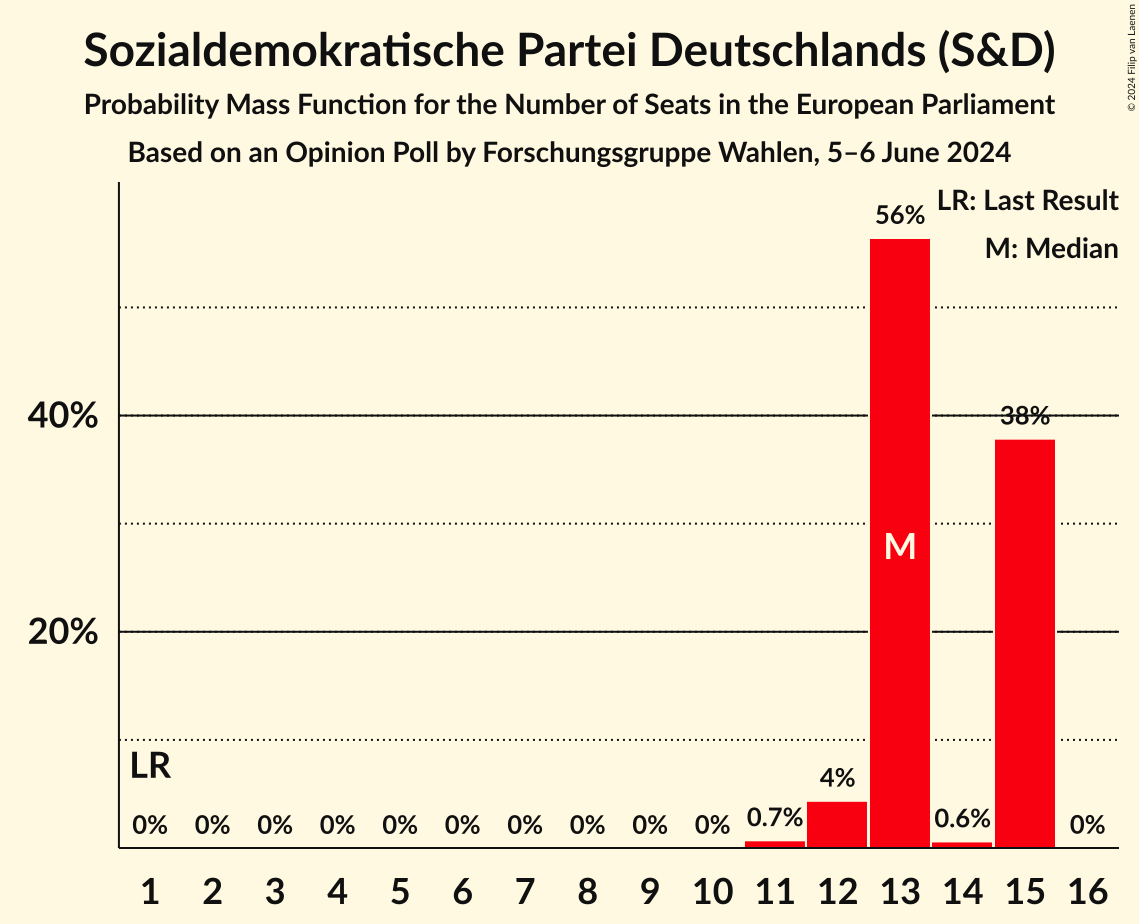 Sozialdemokratische Partei Deutschlands (S&D)
Probability Mass Function for the Number of Seats in the European Parliament
Based on an Opinion Poll by Forschungsgruppe Wahlen, 5–6 June 2024
© 2024 Filip van Laenen
LR: Last Result
M: Median
56%
40%
38%
M
20%
LR
4%
0% 0% 0% 0% 0% 0% 0% 0% 0% 0% 0.7% 0.6% 0%
1 2 3 4 5 6 7 8 9 10 11 12 13 14 15 16